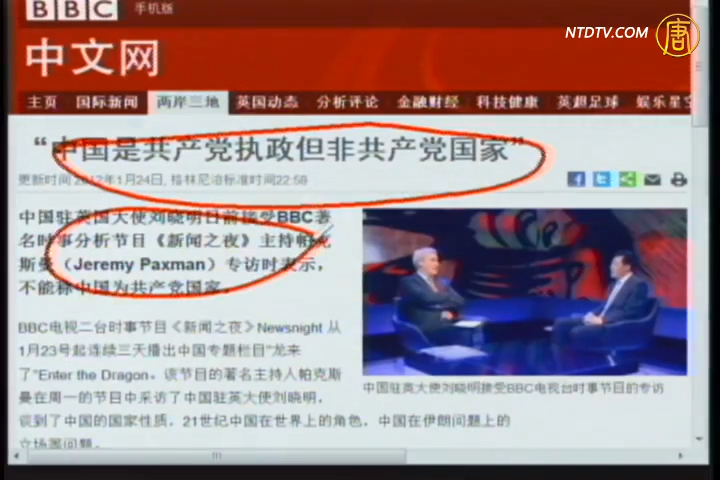 BBC 手机版
NTDTV.COM 唐
中文网
主页 国际新闻 两岸三地 英国动态 分析评论 金融财经 科技健康 英超足球 娱乐星空
“中国是共产党执政但非共产党国家”
更新时间 2012年1月24日, 格林尼治标准时间22:58
中国驻英国大使刘晓明日前接受BBC著
名时事分析节目《新闻之夜》主持帕克
斯曼（Jeremy Paxman）专访时表示，
不能称中国为共产党国家。
BBC电视二台时事节目《新闻之夜》Newsnight 从
1月23号起连续三天播出中国专题栏目"龙来
了"Enter the Dragon。该节目的著名主持人帕克斯
曼在周一的节目中采访了中国驻英大使刘晓明，
谈到了中国的国家性质，21世纪中国在世界上的角色，中国在伊朗问题上的
立场等问题。
中国驻英大使刘晓明接受BBC电视台时事节目的专访